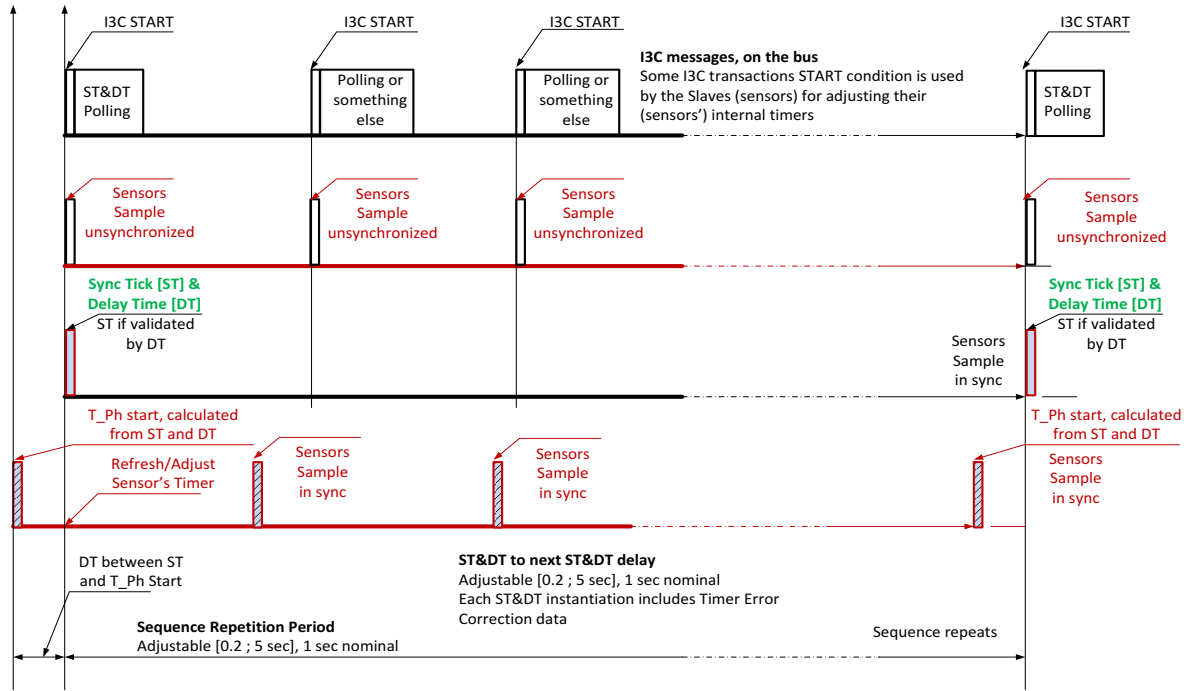 I3C START
I3C START
I3C START
I3C START
ST&DT
Polling
Polling or
something
else
Polling or
something
else
I3C messages, on the bus
Some I3C transactions START condition is used
by the Slaves (sensors) for adjusting their
(sensors') internal timers
ST&DT
Polling
Sensors
Sample
unsynchronized
Sensors
Sample
unsynchronized
Sensors
Sample
unsynchronized
Sensors
Sample
unsynchronized
Sync Tick [ST] &
Delay Time [DT]
ST if validated
by DT
Sensors
Sample
in sync
Sync Tick [ST] &
Delay Time [DT]
ST if validated
by DT
T_Ph start, calculated
from ST and DT
Refresh/Adjust
Sensor's Timer
Sensors
Sample
in sync
Sensors
Sample
in sync
T_Ph start, calculated
from ST and DT
Sensors
Sample
in sync
DT between ST
and T_Ph Start
ST&DT to next ST&DT delay
Adjustable [0.2 ; 5 sec], 1 sec nominal
Each ST&DT instantiation includes Timer Error
Correction data
Sequence Repetition Period
Adjustable [0.2 ; 5 sec], 1 sec nominal
Sequence repeats